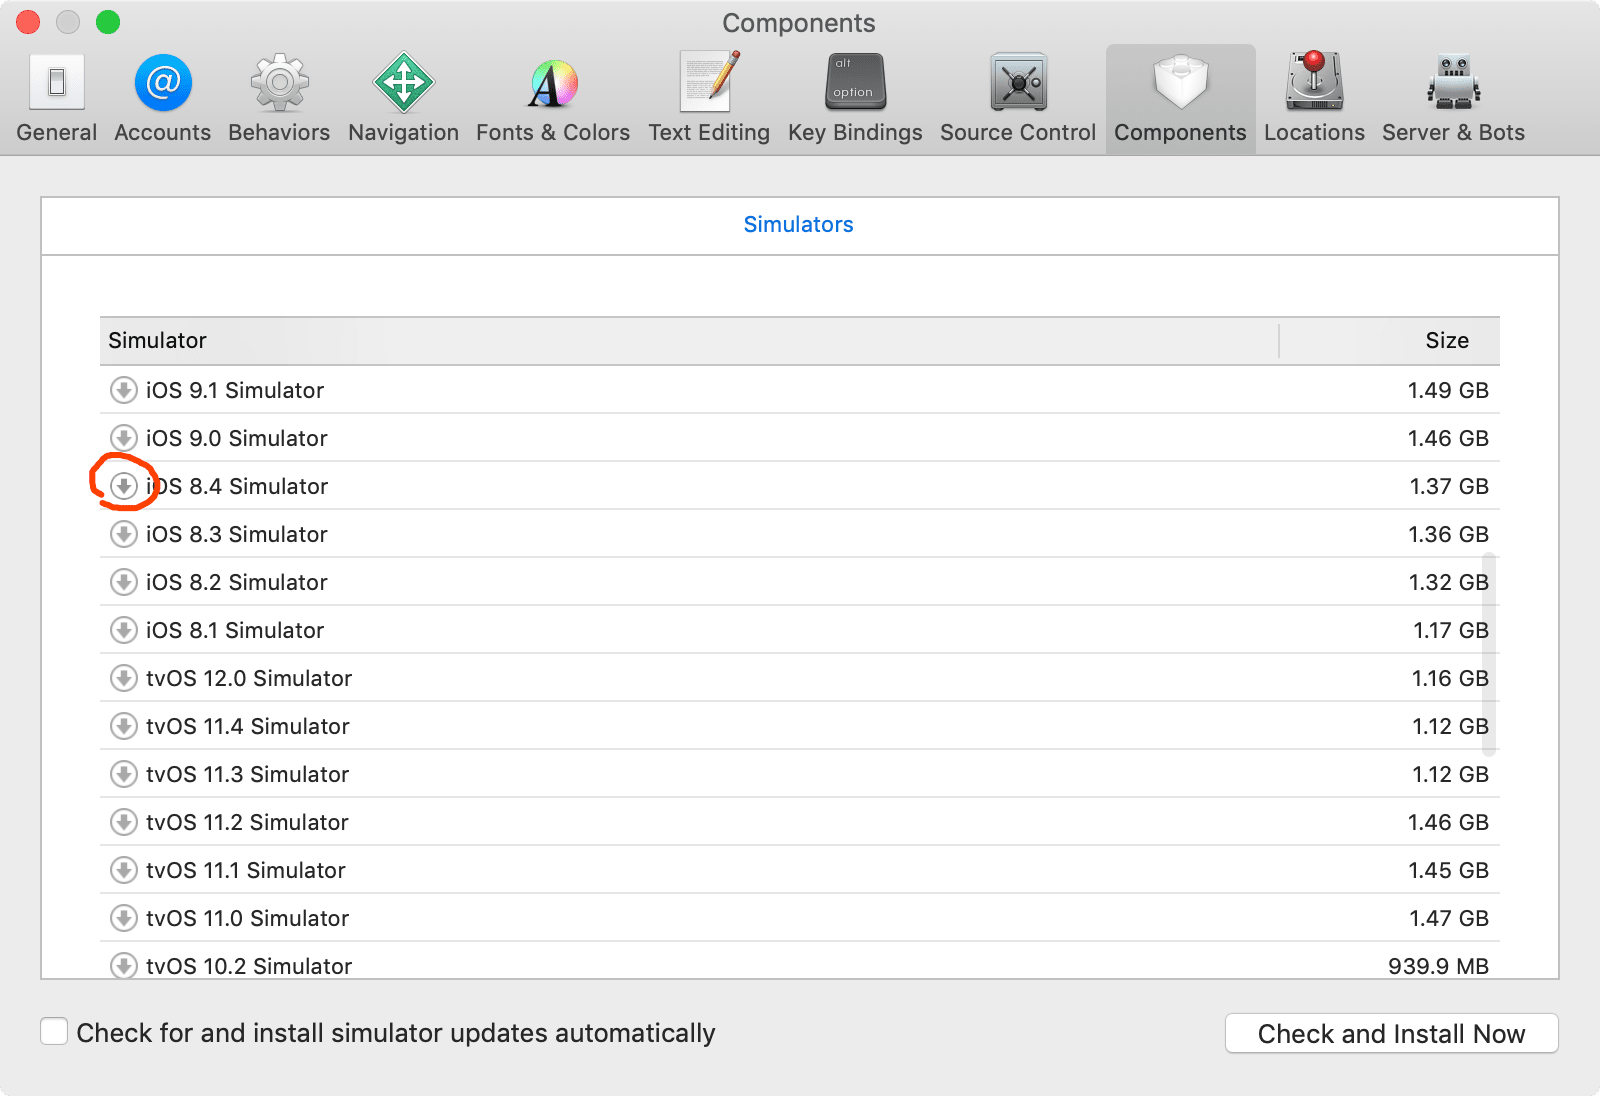 Components
General Accounts Behaviors Navigation Fonts & Colors Text Editing Key Bindings Source Control Components Locations Server & Bots
@
A
alt
option
Simulators
Simulator Size
iOS 9.1 Simulator 1.49 GB
iOS 9.0 Simulator 1.46 GB
iOS 8.4 Simulator 1.37 GB
iOS 8.3 Simulator 1.36 GB
iOS 8.2 Simulator 1.32 GB
iOS 8.1 Simulator 1.17 GB
tvOS 12.0 Simulator 1.16 GB
tvOS 11.4 Simulator 1.12 GB
tvOS 11.3 Simulator 1.12 GB
tvOS 11.2 Simulator 1.46 GB
tvOS 11.1 Simulator 1.45 GB
tvOS 11.0 Simulator 1.47 GB
tvOS 10.2 Simulator 939.9 MB
Check for and install simulator updates automatically
Check and Install Now